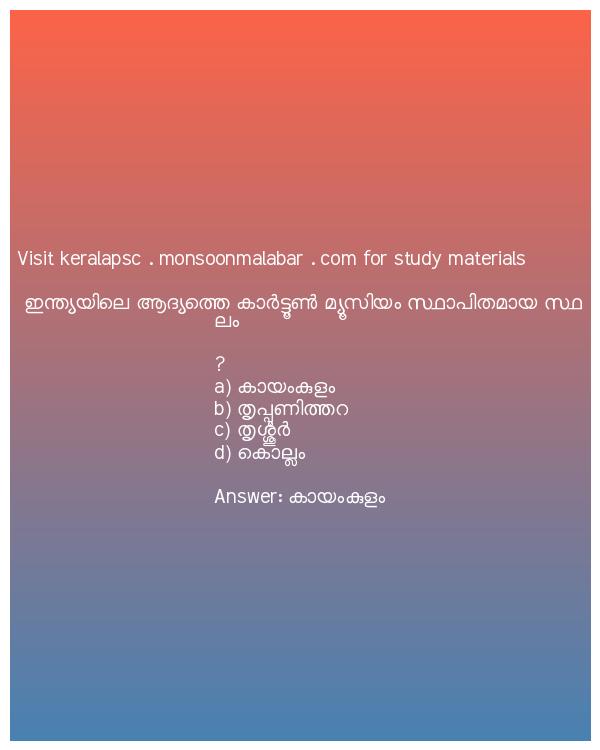 Visit keralapsc . monsoonmalabar . com for study materials
ഇന്ത്യയിലെ ആദ്യത്തെ കാർട്ടൂൺ മ്യൂസിയം സ്ഥാപിതമായ സ്ഥ
ലം
?
a) കായംകുളം
b) തൃപ്പൂണിത്തറ
c) തൃശ്ശൂർ
d) കൊല്ലം
Answer: കായംകുളം